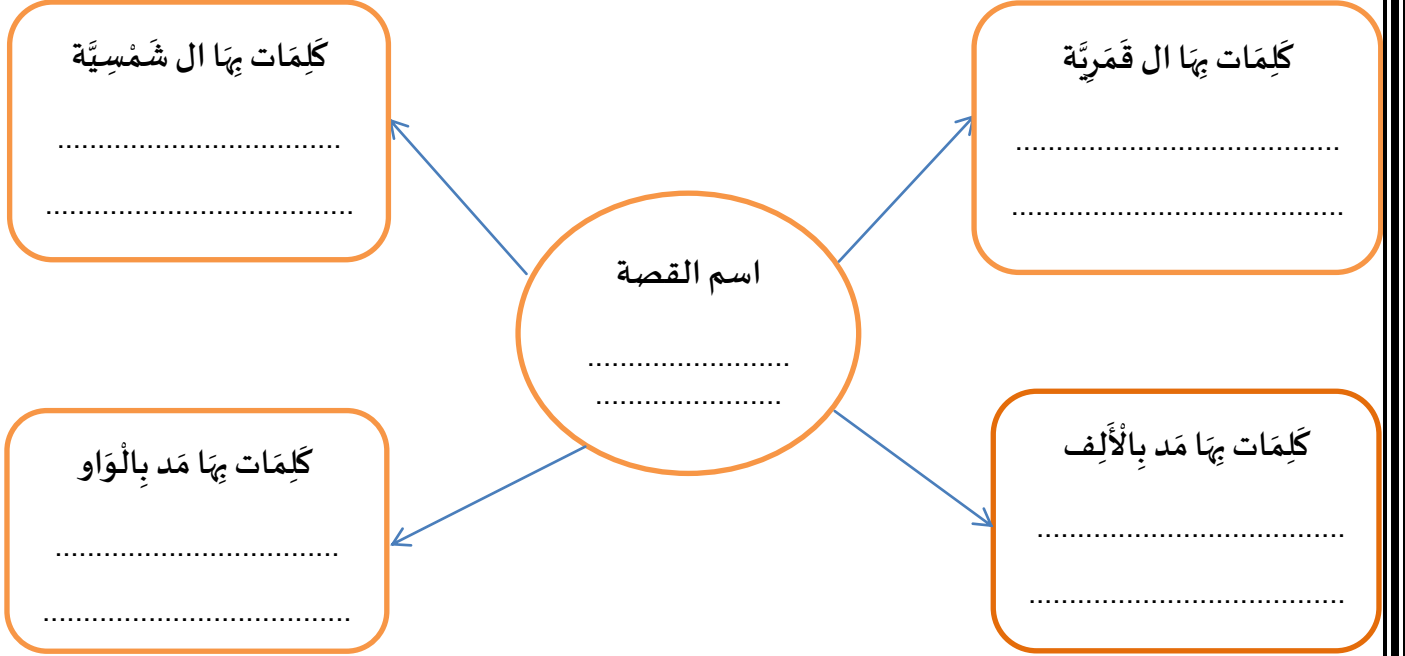 كَلِمَات بِهَا ال قَمَرِيَّة
........................................
.........................................
كَلِمَات بِهَا ال شَمْسِيَّة
...................................
......................................
اسم القصة
.........................
.......................
كَلِمَات بِهَا مَد بِالْأَلِف
......................................
.......................................
كَلِمَات بِهَا مَد بِالْوَاو
...................................
......................................